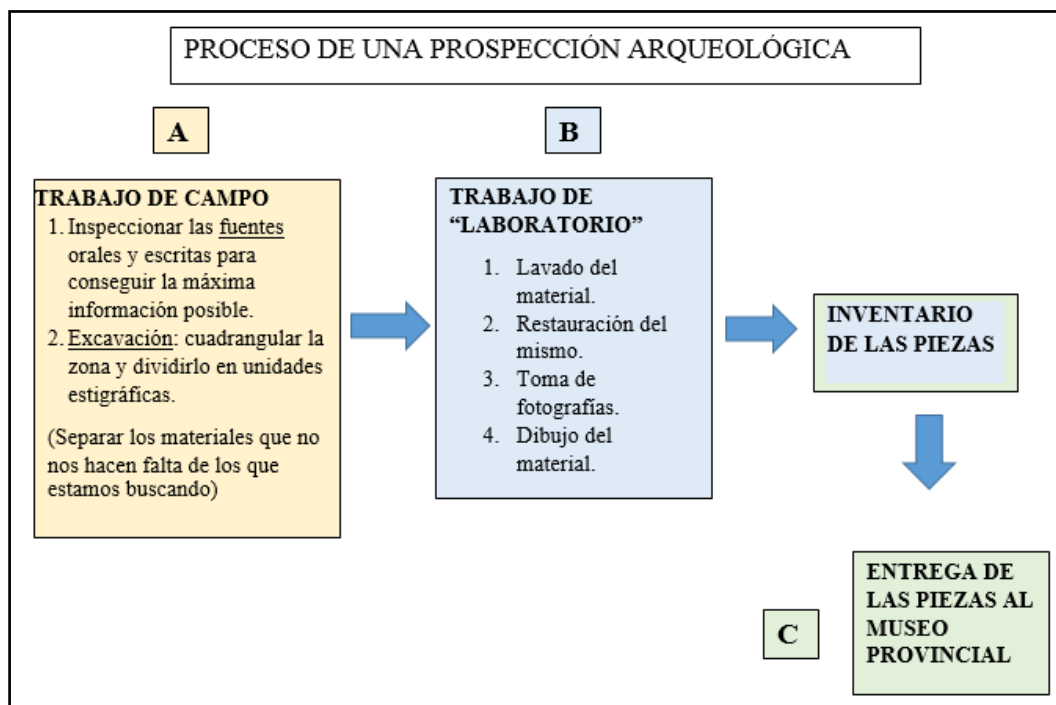 PROCESO DE UNA PROSPECCIÓN ARQUEOLÓGICA
A
TRABAJO DE CAMPO
1. Inspeccionar las fuentes
orales y escritas para
conseguir la máxima
información posible.
2. Excavación: cuadrangular la
zona y dividirlo en unidades
estigráficas.
(Separar los materiales que no
nos hacen falta de los que
estamos buscando)
B
TRABAJO DE
“LABORATORIO”
1. Lavado del
material.
2. Restauración del
mismo.
3. Toma de
fotografías.
4. Dibujo del
material.
INVENTARIO
DE LAS PIEZAS
C
ENTREGA DE
LAS PIEZAS AL
MUSEO
PROVINCIAL